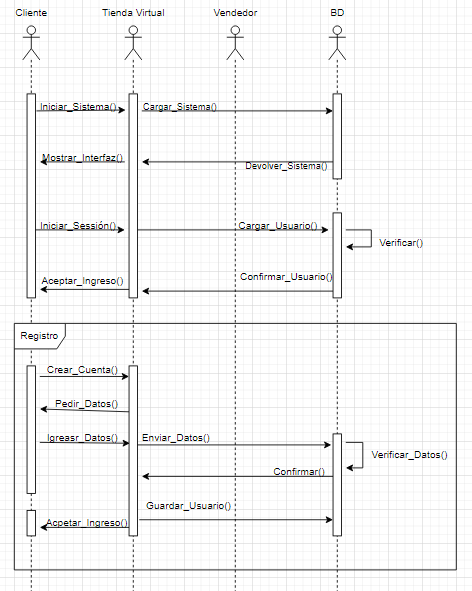 Cliente
Tienda Virtual
Vendedor
BD
Iniciar_Sistema()
Cargar_Sistema()
Mostrar_Interfaz()
Devolver_Sistema()
Iniciar_Sessión()
Cargar_Usuario()
Verificar()
Aceptar_Ingreso()
Confirmar_Usuario()
Registro
Crear_Cuenta()
Pedir_Datos()
Igreasr_Datos()
Enviar_Datos()
Verificar_Datos()
Confirmar()
Guardar_Usuario()
Acpetar_Ingreso()